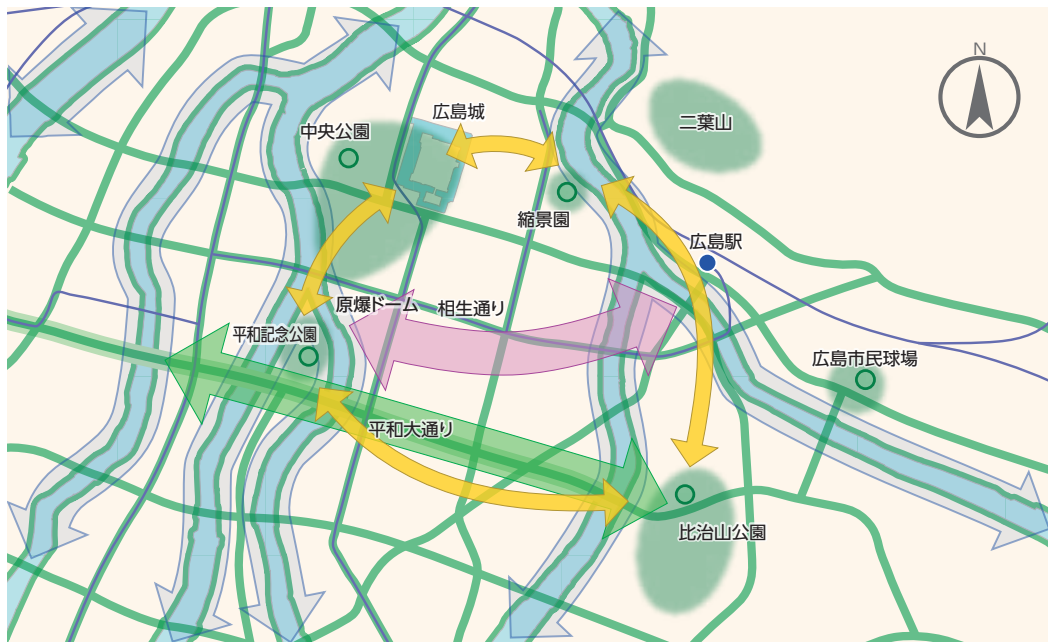 N
広島城
二葉山
中央公園
縮景園
広島駅
原爆ドーム
相生通り
平和記念公園
広島市民球場
平和大通り
比治山公園